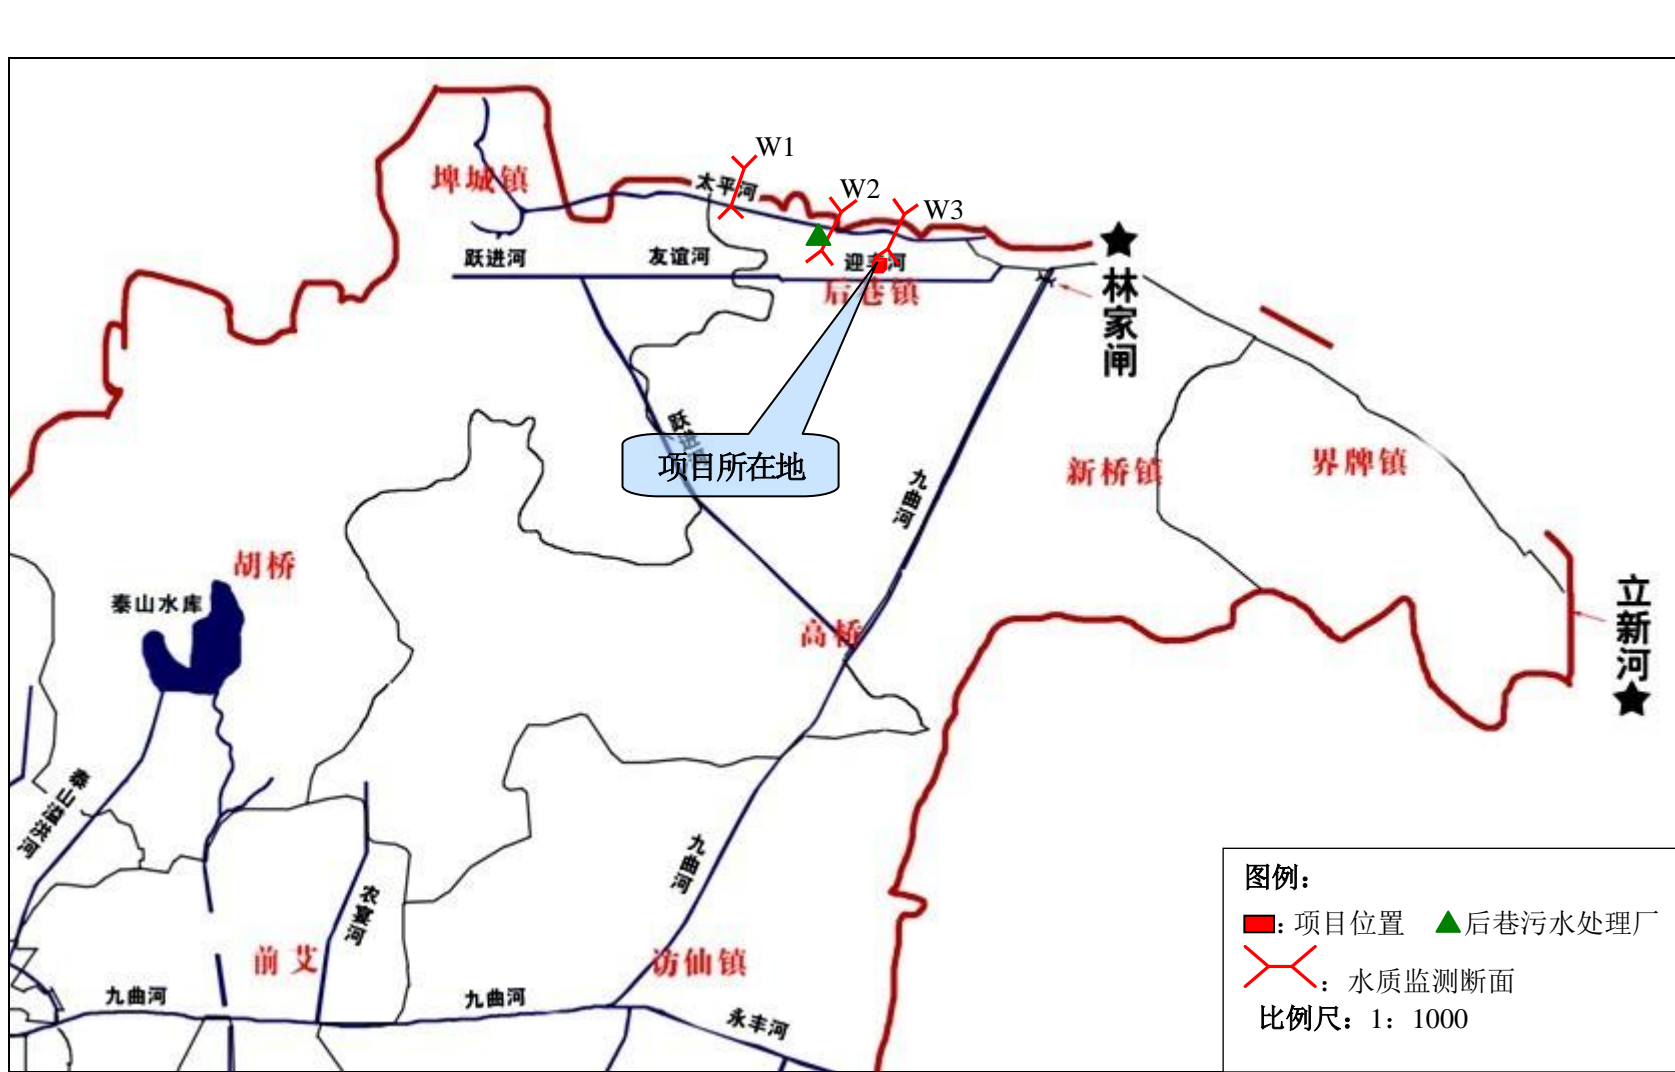 W1
埤城镇
太平河
W2
W3
跃进河
友谊河
迎丰河
后巷镇
林家闸
跃进
项目所在地
九曲河
新桥镇
界牌镇
胡桥
泰山水库
高桥
立新河
泰山溢洪河
九曲河
农宴河
前艾
访仙镇
九曲河
九曲河
永丰河
图例：
：项目位置 后巷污水处理厂
：水质监测断面
比例尺：1：1000